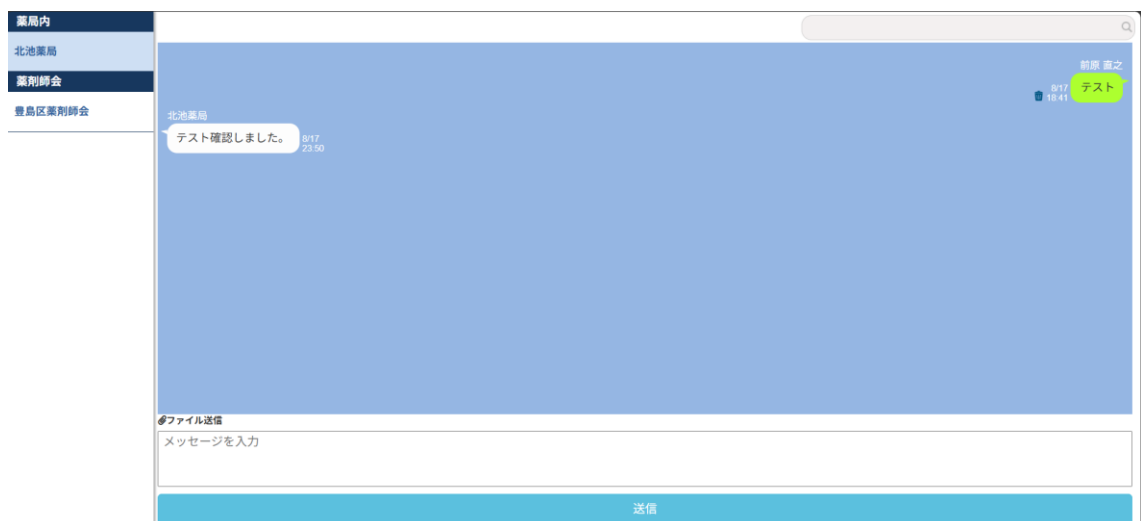 薬局内
北池薬局
薬剤師会
豊島区薬剤師会
前原 直之
テスト
8/17
18:41
北池薬局
テスト確認しました。
8/17
23:50
ファイル送信
メッセージを入力
送信